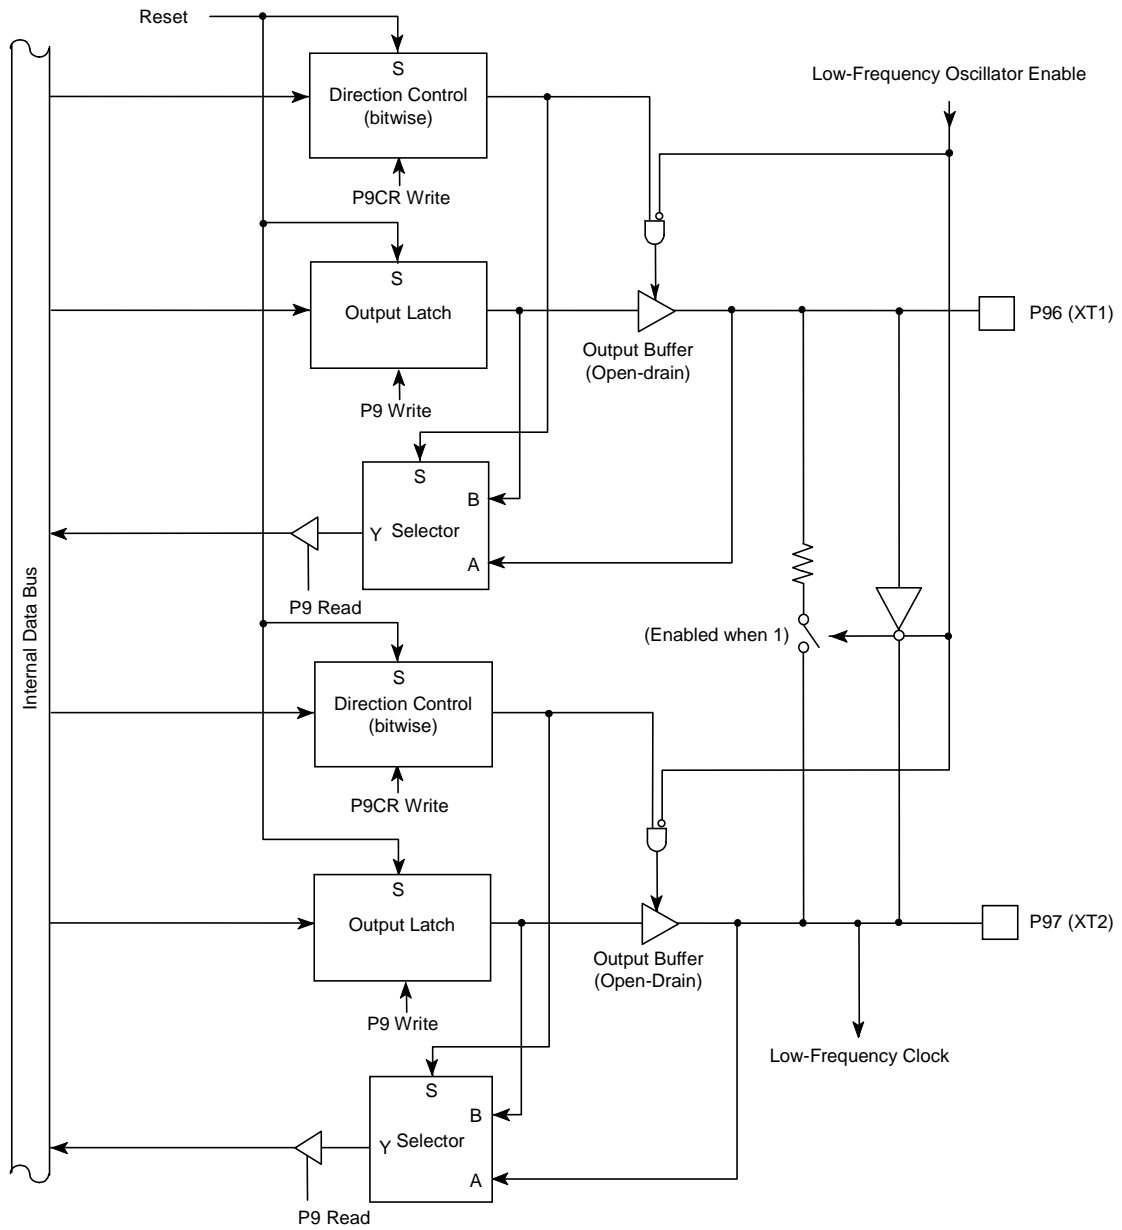 Reset
S
Direction Control
(bitwise)
P9CR Write
Low-Frequency Oscillator Enable
S
Output Latch
P9 Write
Output Buffer
(Open-drain)
P96 (XT1)
S
B
Y
Selector
A
P9 Read
(Enabled when 1)
Internal Data Bus
S
Direction Control
(bitwise)
P9CR Write
S
Output Latch
P9 Write
Output Buffer
(Open-Drain)
P97 (XT2)
Low-Frequency Clock
S
B
Y
Selector
A
P9 Read